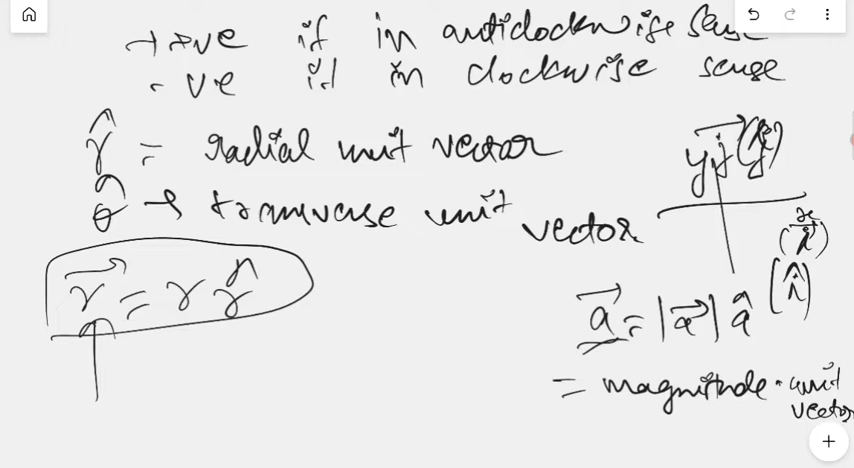 → +ve if in anticlockwise sense
- ve if in clockwise sense
r̂ = radial unit vector
θ̂ → transverse unit vector
r⃗ = r r̂
(ĵ)
(î)
a⃗ = |a⃗| â
= magnitude · unit vector